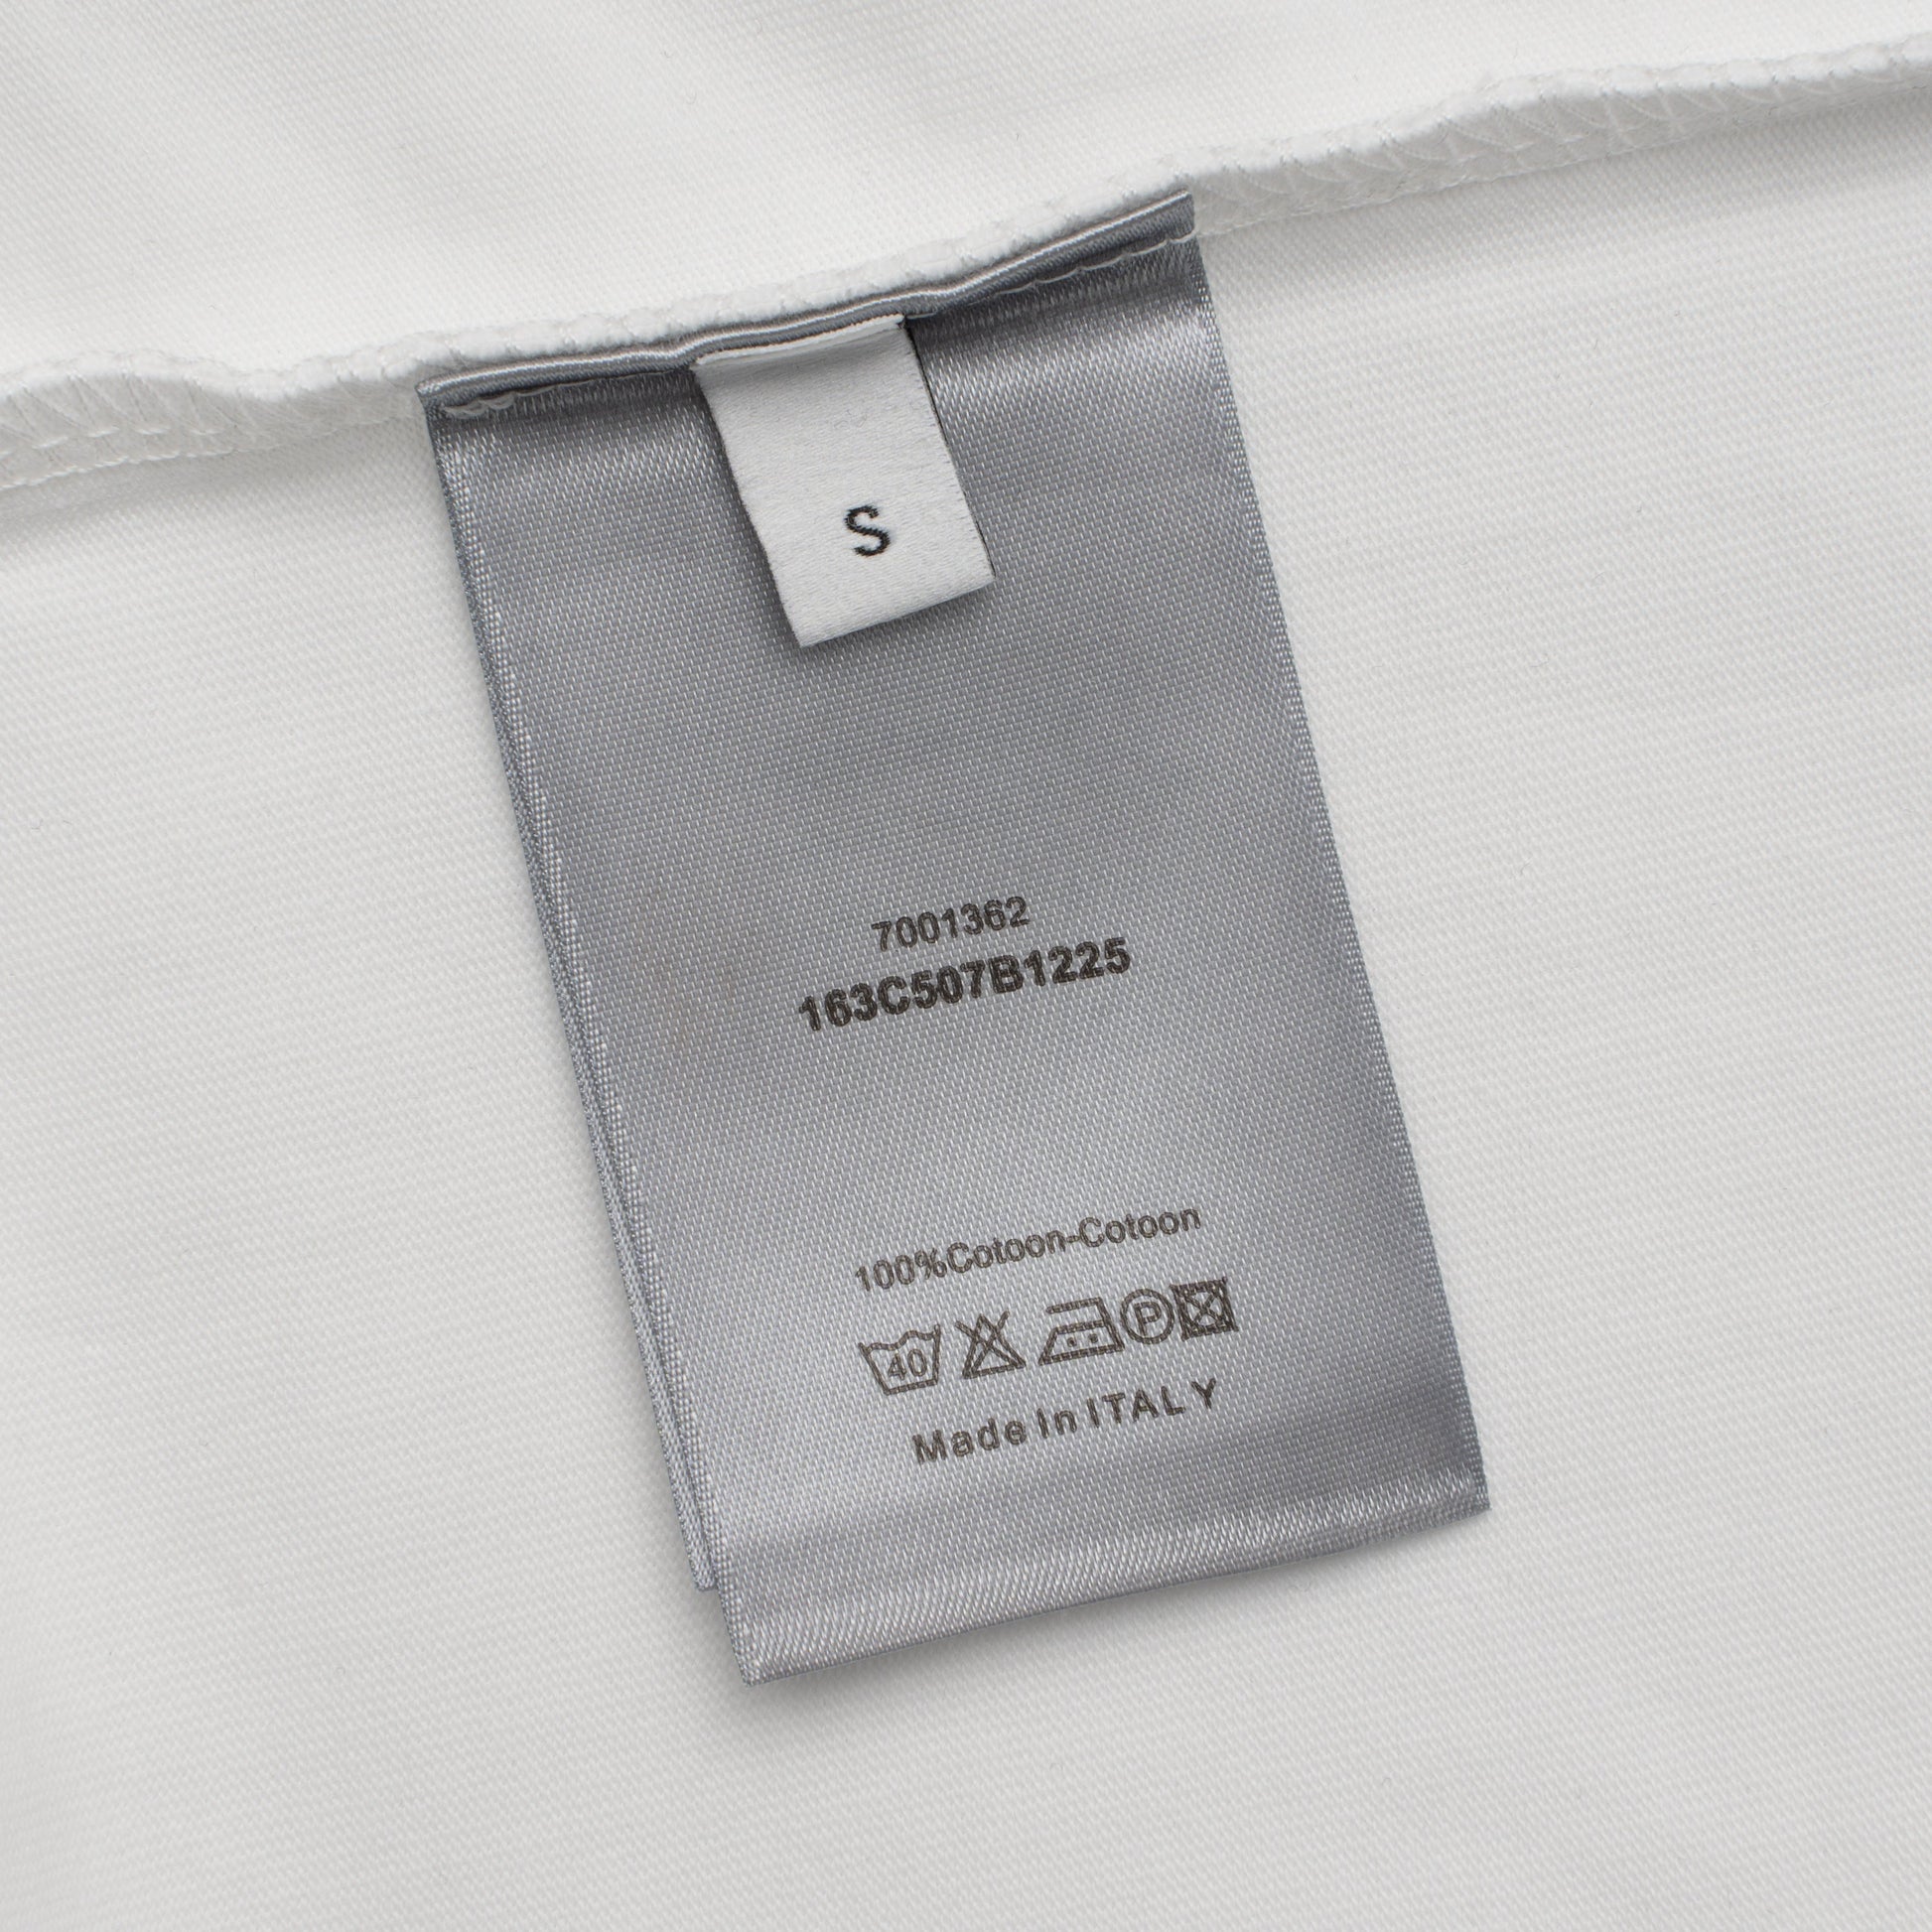 S
7001362
163C507B1225
100%Cotoon-Cotoon
40 P
Made In ITALY